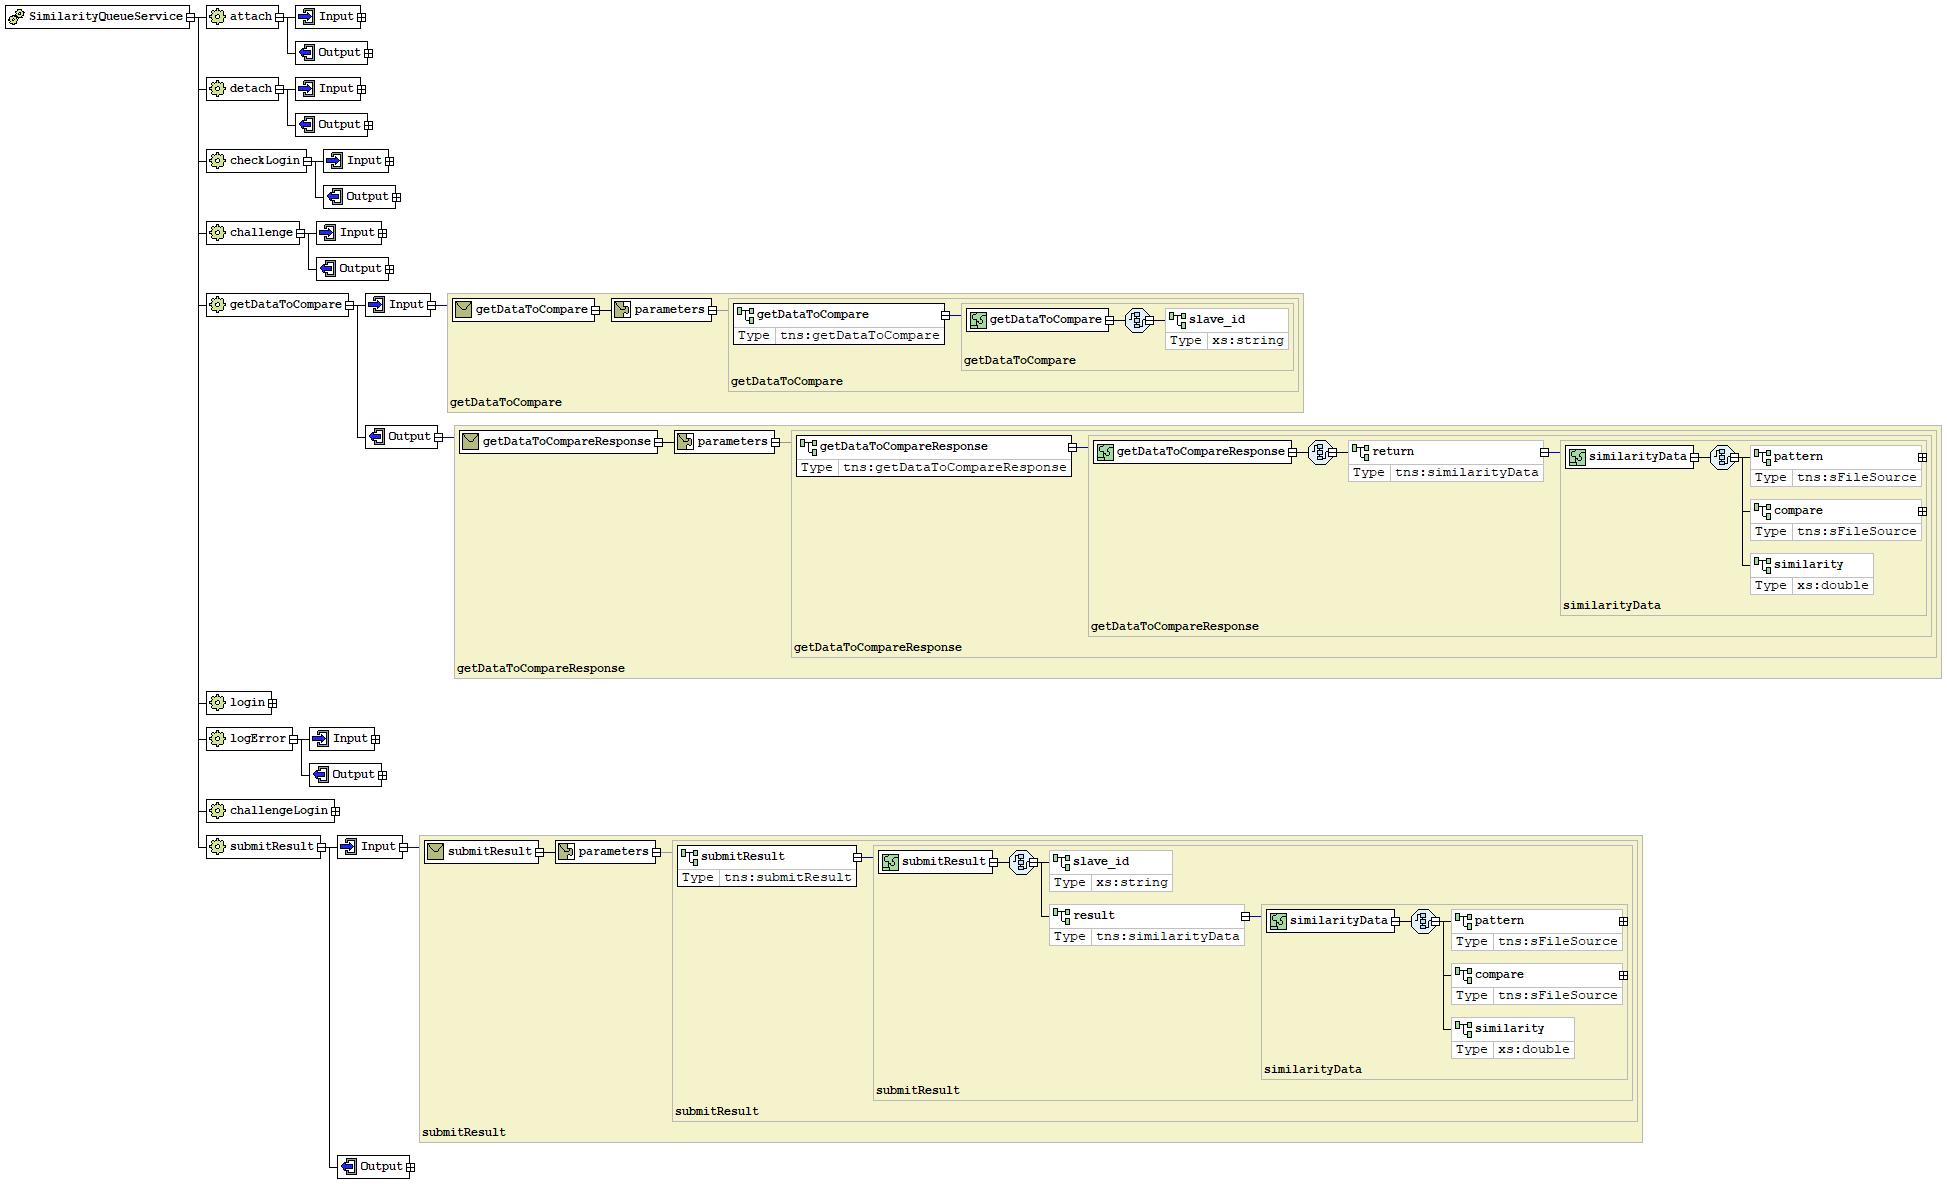 SimilarityQueueService
attach
Input
Output
detach
Input
Output
checkLogin
Input
Output
challenge
Input
Output
getDataToCompare
Input
getDataToCompare
parameters
getDataToCompare
Type tns:getDataToCompare
getDataToCompare
slave_id
Type xs:string
getDataToCompare
getDataToCompare
getDataToCompare
Output
getDataToCompareResponse
parameters
getDataToCompareResponse
Type tns:getDataToCompareResponse
getDataToCompareResponse
return
Type tns:similarityData
similarityData
pattern
Type tns:sFileSource
compare
Type tns:sFileSource
similarity
Type xs:double
similarityData
getDataToCompareResponse
getDataToCompareResponse
getDataToCompareResponse
login
logError
Input
Output
challengeLogin
submitResult
Input
submitResult
parameters
submitResult
Type tns:submitResult
submitResult
slave_id
Type xs:string
result
Type tns:similarityData
similarityData
pattern
Type tns:sFileSource
compare
Type tns:sFileSource
similarity
Type xs:double
similarityData
submitResult
submitResult
submitResult
Output